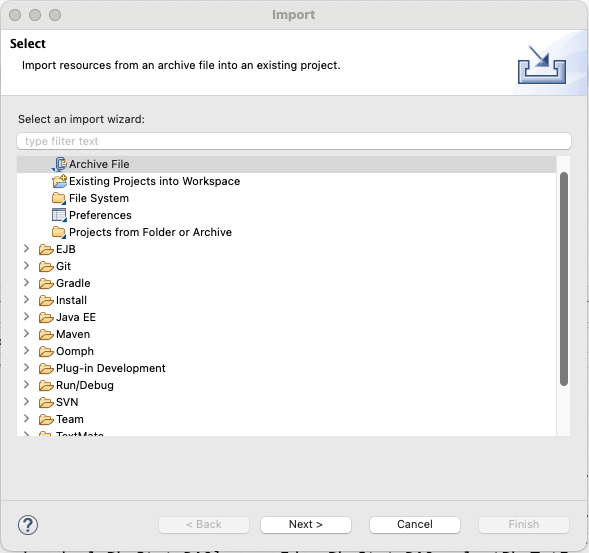 Import
Select
Import resources from an archive file into an existing project.
Select an import wizard:
type filter text
Archive File
Existing Projects into Workspace
File System
Preferences
Projects from Folder or Archive
EJB
Git
Gradle
Install
Java EE
Maven
Oomph
Plug-in Development
Run/Debug
SVN
Team
TextMate
?
< Back
Next >
Cancel
Finish